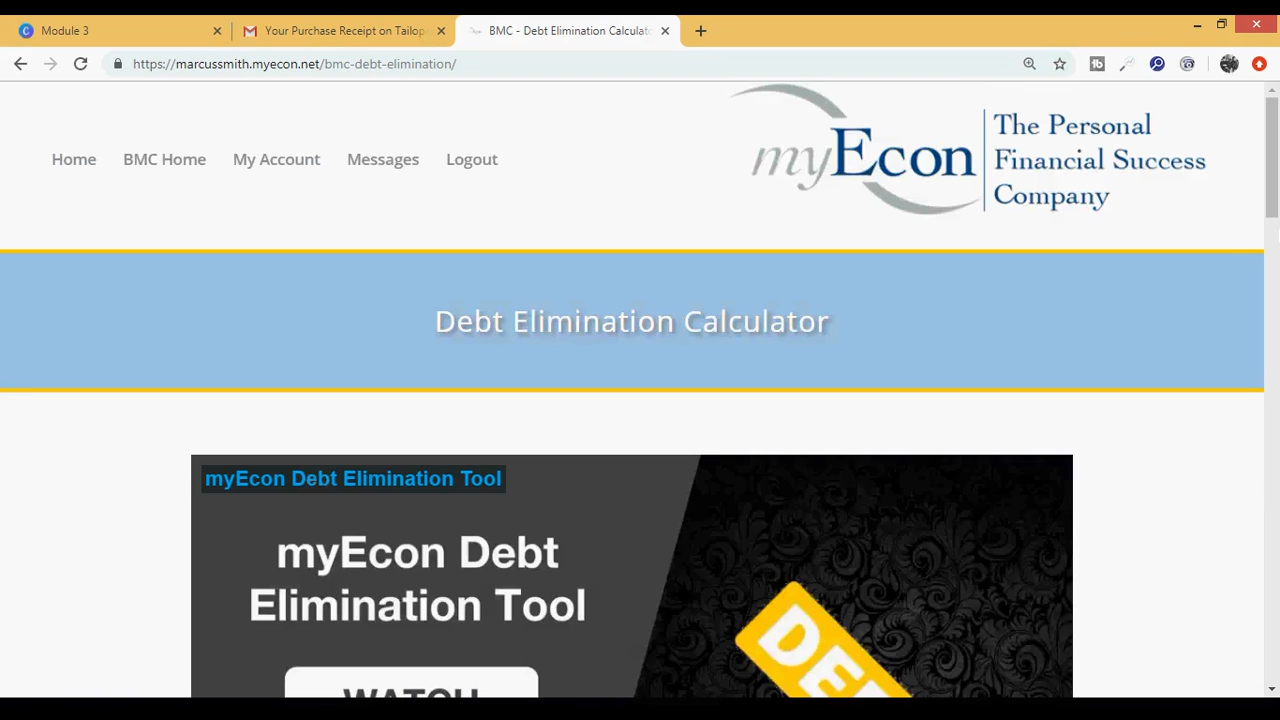 Module 3
Your Purchase Receipt on Tailop
BMC - Debt Elimination Calculat
https://marcussmith.myecon.net/bmc-debt-elimination/
Home BMC Home My Account Messages Logout
myEcon
The Personal
Financial Success
Company
Debt Elimination Calculator
myEcon Debt Elimination Tool
myEcon Debt
Elimination Tool
WATCH